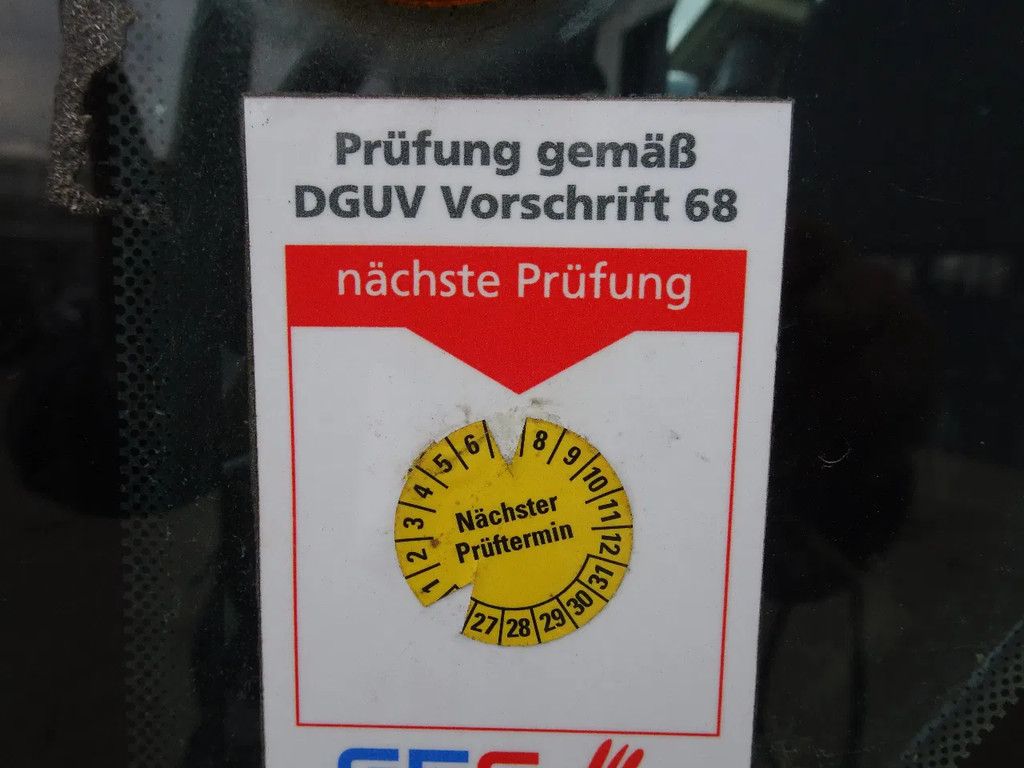 Prüfung gemäß
DGUV Vorschrift 68
nächste Prüfung
1 2 3 4 5 6 8 9 10 11 12
Nächster
Prüftermin
27 28 29 30 31